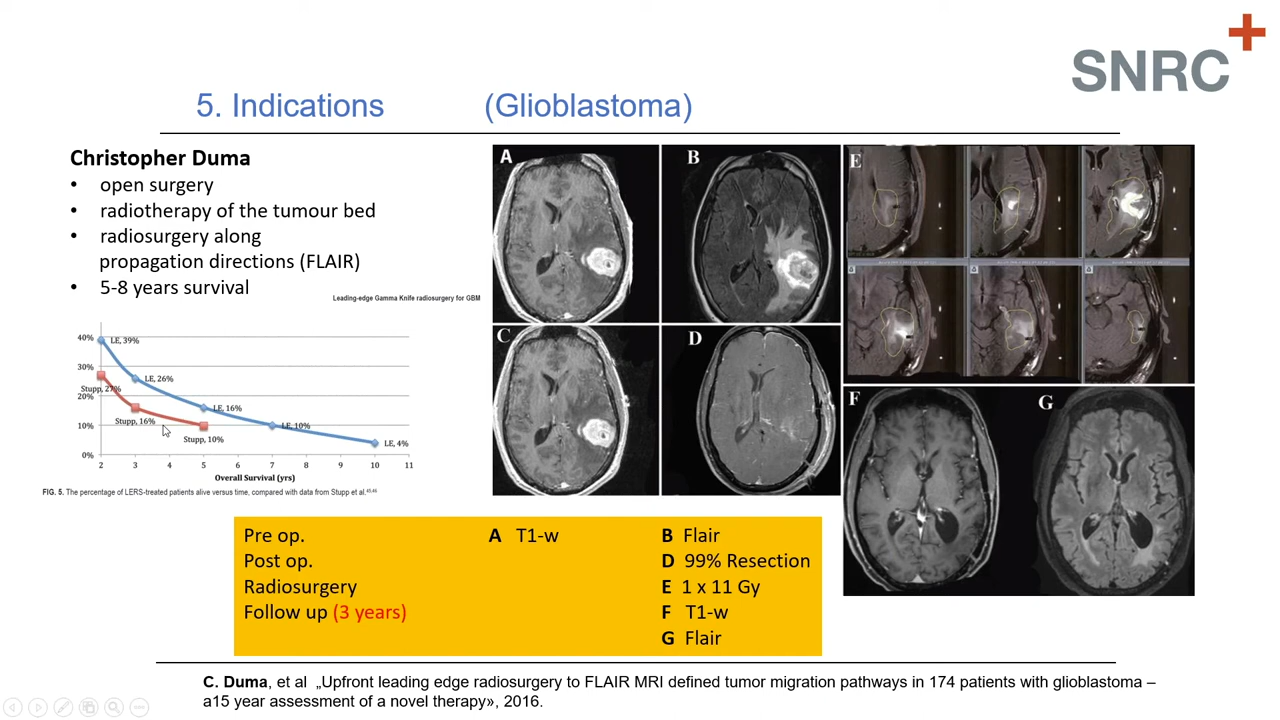 SNRC
5. Indications (Glioblastoma)
Christopher Duma
• open surgery
• radiotherapy of the tumour bed
• radiosurgery along
propagation directions (FLAIR)
• 5-8 years survival
Leading-edge Gamma Knife radiosurgery for GBM
40%
30%
20%
10%
0%
LE, 39%
LE, 26%
LE, 16%
LE, 10%
LE, 4%
Stupp, 27%
Stupp, 16%
Stupp, 10%
2 3 4 5 6 7 8 9 10 11
Overall Survival (yrs)
FIG. 5. The percentage of LERS-treated patients alive versus time, compared with data from Stupp et al.45,46
A
B
C
D
E
F
G
Pre op. A T1-w B Flair
Post op. D 99% Resection
Radiosurgery E 1 x 11 Gy
Follow up (3 years) F T1-w
G Flair
C. Duma, et al „Upfront leading edge radiosurgery to FLAIR MRI defined tumor migration pathways in 174 patients with glioblastoma –
a15 year assessment of a novel therapy», 2016.